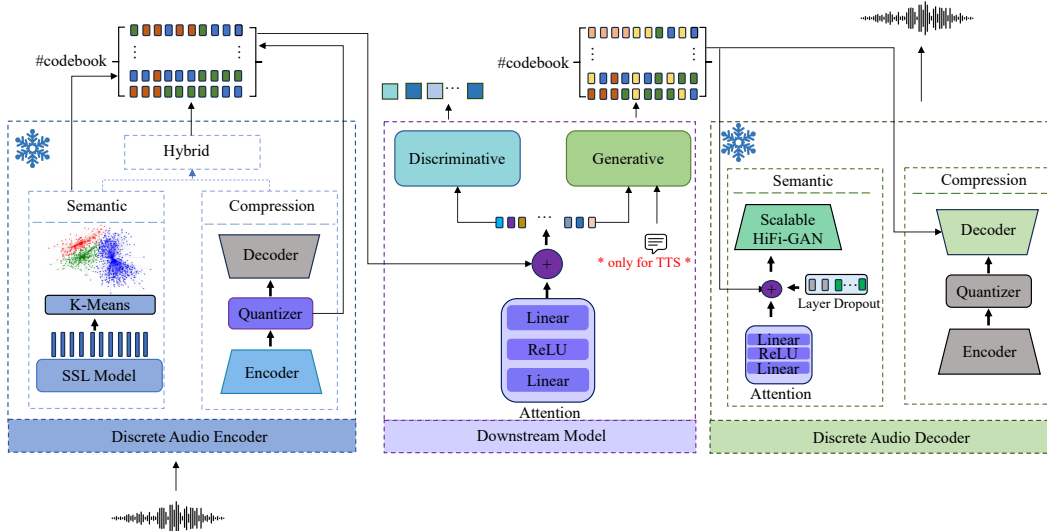 #codebook
Hybrid
Semantic
K-Means
SSL Model
Compression
Decoder
Quantizer
Encoder
Discrete Audio Encoder
#codebook
Discriminative
Generative
* only for TTS *
+
Linear
ReLU
Linear
Attention
Downstream Model
Semantic
Scalable
HiFi-GAN
+
Layer Dropout
Linear
ReLU
Linear
Attention
Compression
Decoder
Quantizer
Encoder
Discrete Audio Decoder